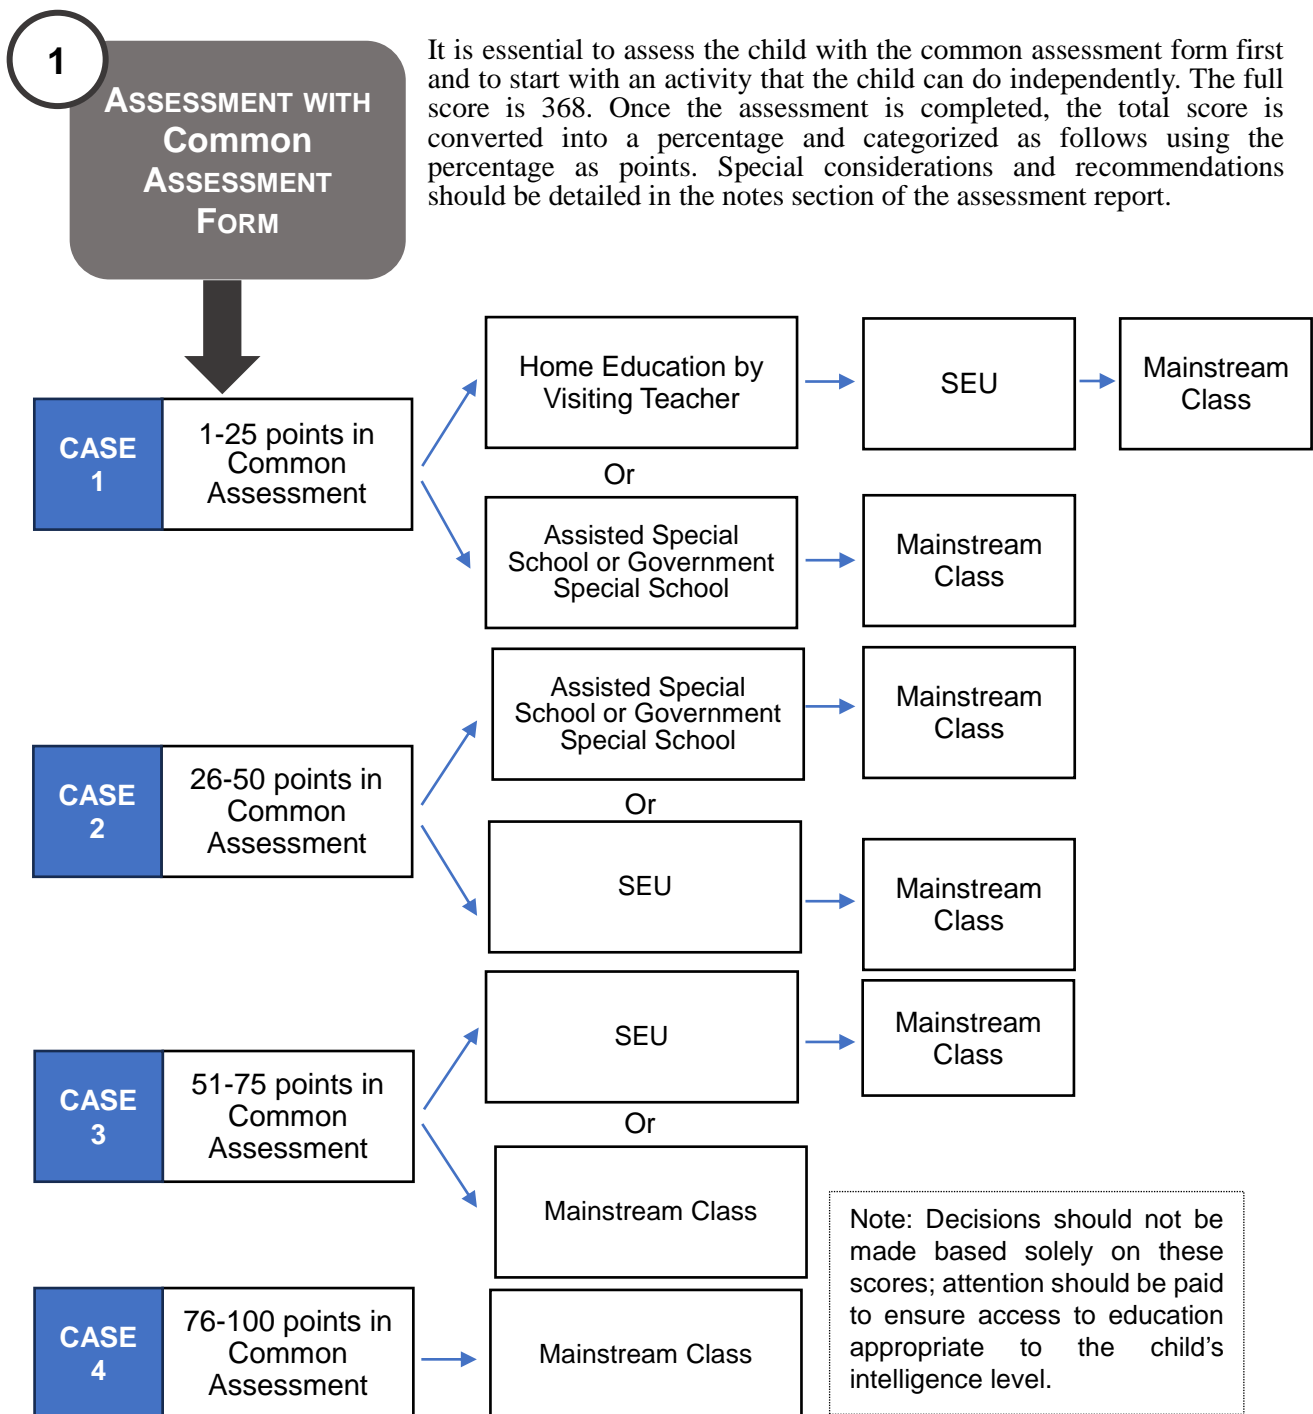 1
ASSESSMENT WITH
Common
ASSESSMENT
FORM
It is essential to assess the child with the common assessment form first
and to start with an activity that the child can do independently. The full
score is 368. Once the assessment is completed, the total score is
converted into a percentage and categorized as follows using the
percentage as points. Special considerations and recommendations
should be detailed in the notes section of the assessment report.
CASE
1
1-25 points in
Common
Assessment
Home Education by
Visiting Teacher
SEU
Mainstream
Class
Or
Assisted Special
School or Government
Special School
Mainstream
Class
CASE
2
26-50 points in
Common
Assessment
Assisted Special
School or Government
Special School
Mainstream
Class
Or
SEU
Mainstream
Class
CASE
3
51-75 points in
Common
Assessment
SEU
Mainstream
Class
Or
Mainstream Class
CASE
4
76-100 points in
Common
Assessment
Mainstream Class
Note: Decisions should not be
made based solely on these
scores; attention should be paid
to ensure access to education
appropriate to the child's
intelligence level.